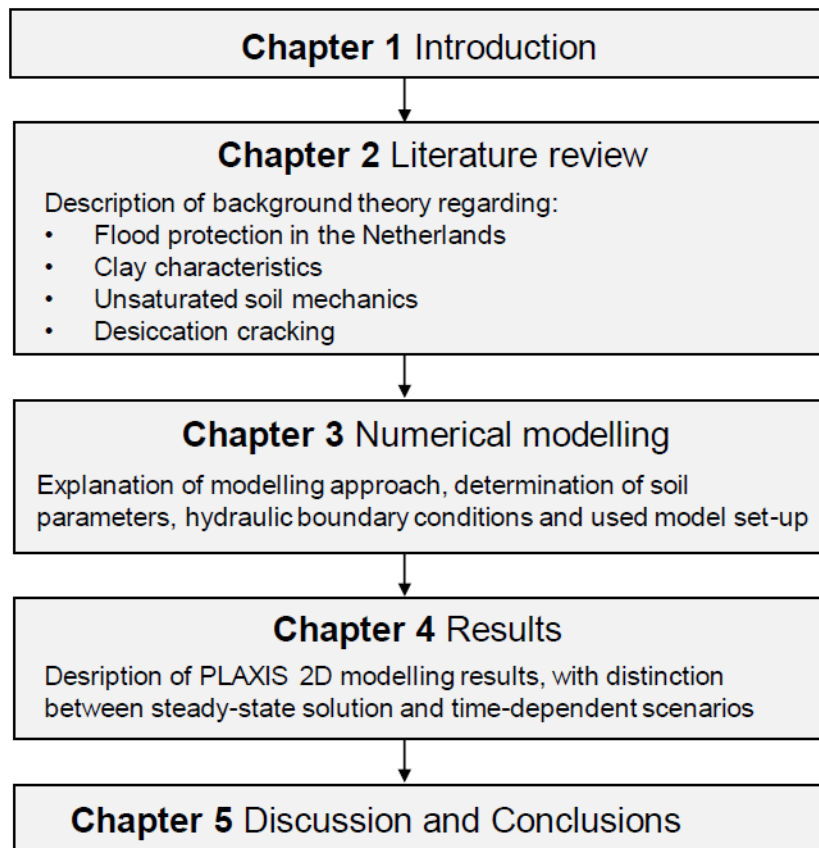 Chapter 1 Introduction
Chapter 2 Literature review
Description of background theory regarding:
• Flood protection in the Netherlands
• Clay characteristics
• Unsaturated soil mechanics
• Desiccation cracking
Chapter 3 Numerical modelling
Explanation of modelling approach, determination of soil
parameters, hydraulic boundary conditions and used model set-up
Chapter 4 Results
Desription of PLAXIS 2D modelling results, with distinction
between steady-state solution and time-dependent scenarios
Chapter 5 Discussion and Conclusions